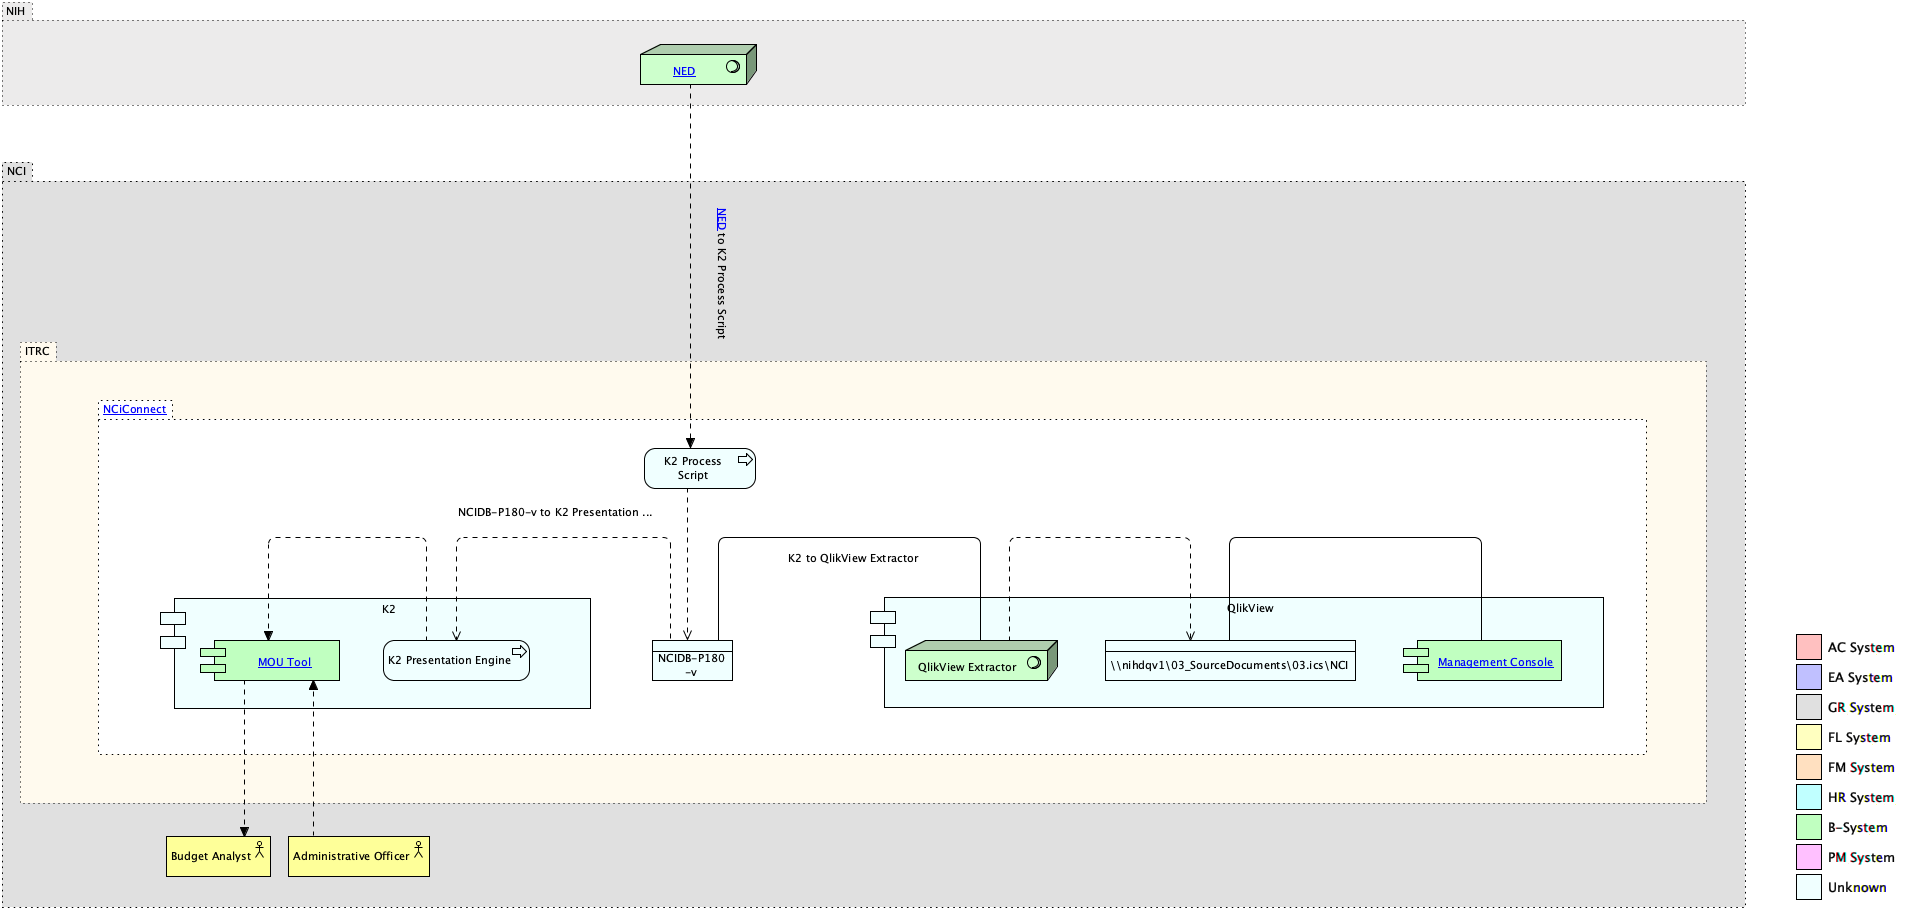 NIH
NED
NCI
NED to K2 Process Script
ITRC
NCiConnect
K2 Process
Script
NCIDB-P180-v to K2 Presentation ...
K2 to QlikView Extractor
K2
QlikView
MOU Tool
K2 Presentation Engine
NCIDB-P180
-v
QlikView Extractor
\\nihdqv1\03_SourceDocuments\03.ics\NCI
Management Console
Budget Analyst
Administrative Officer
AC System
EA System
GR System
FL System
FM System
HR System
B-System
PM System
Unknown